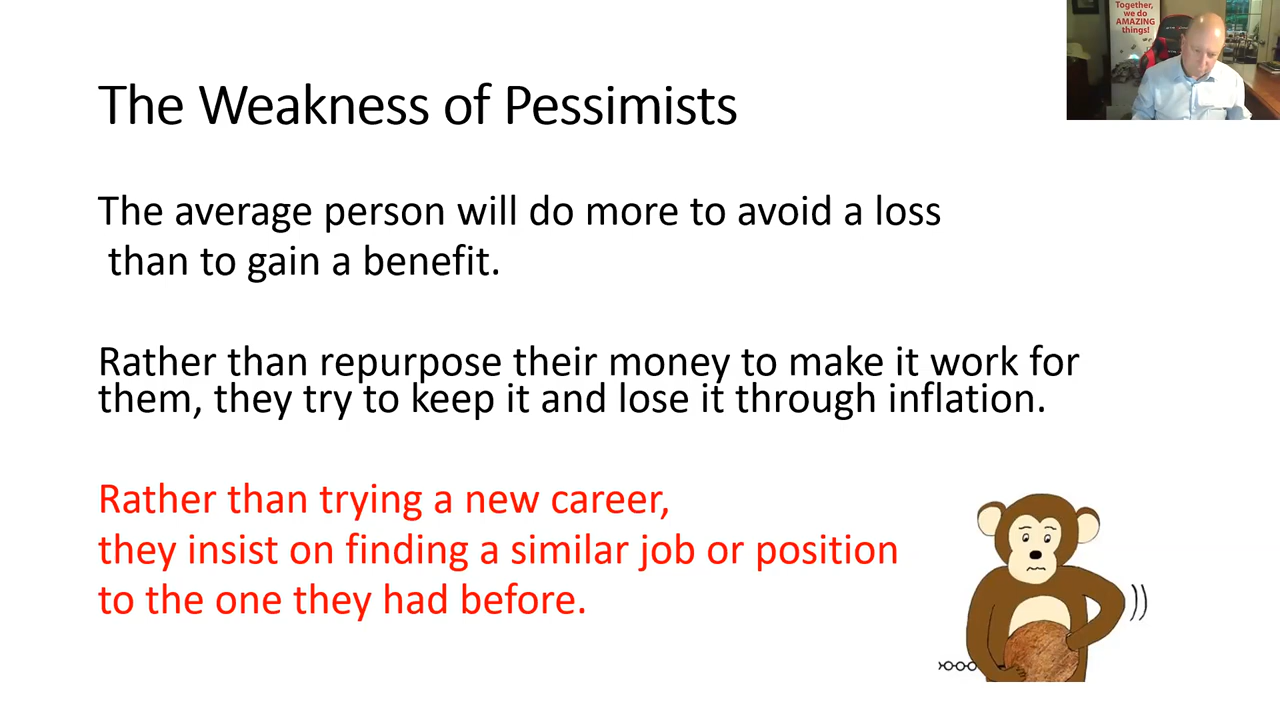 Together,
we do
AMAZING
things!
The Weakness of Pessimists
The average person will do more to avoid a loss
than to gain a benefit.
Rather than repurpose their money to make it work for
them, they try to keep it and lose it through inflation.
Rather than trying a new career,
they insist on finding a similar job or position
to the one they had before.